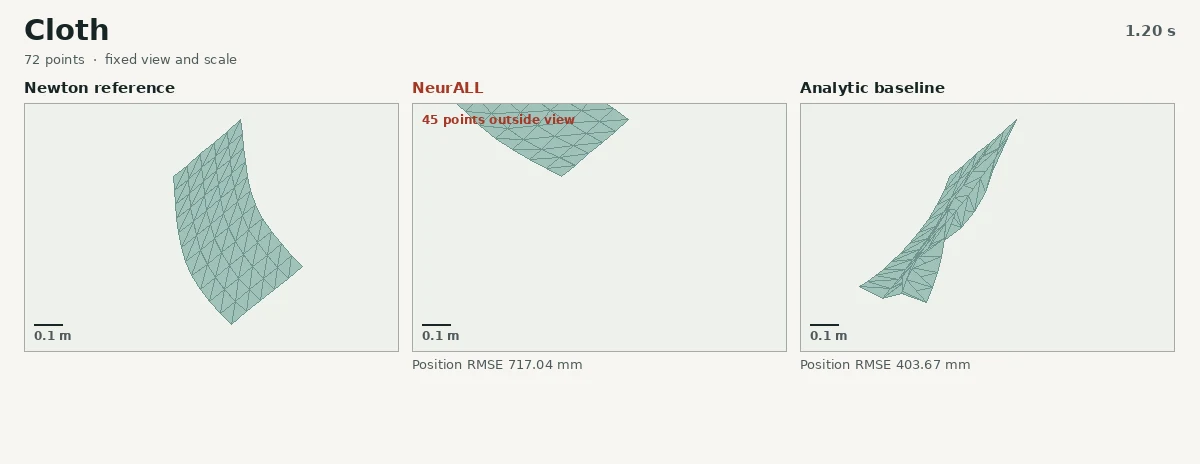 Cloth
1.20 s
72 points · fixed view and scale
Newton reference
NeurALL
Analytic baseline
45 points outside view
0.1 m
0.1 m
0.1 m
Position RMSE 717.04 mm
Position RMSE 403.67 mm